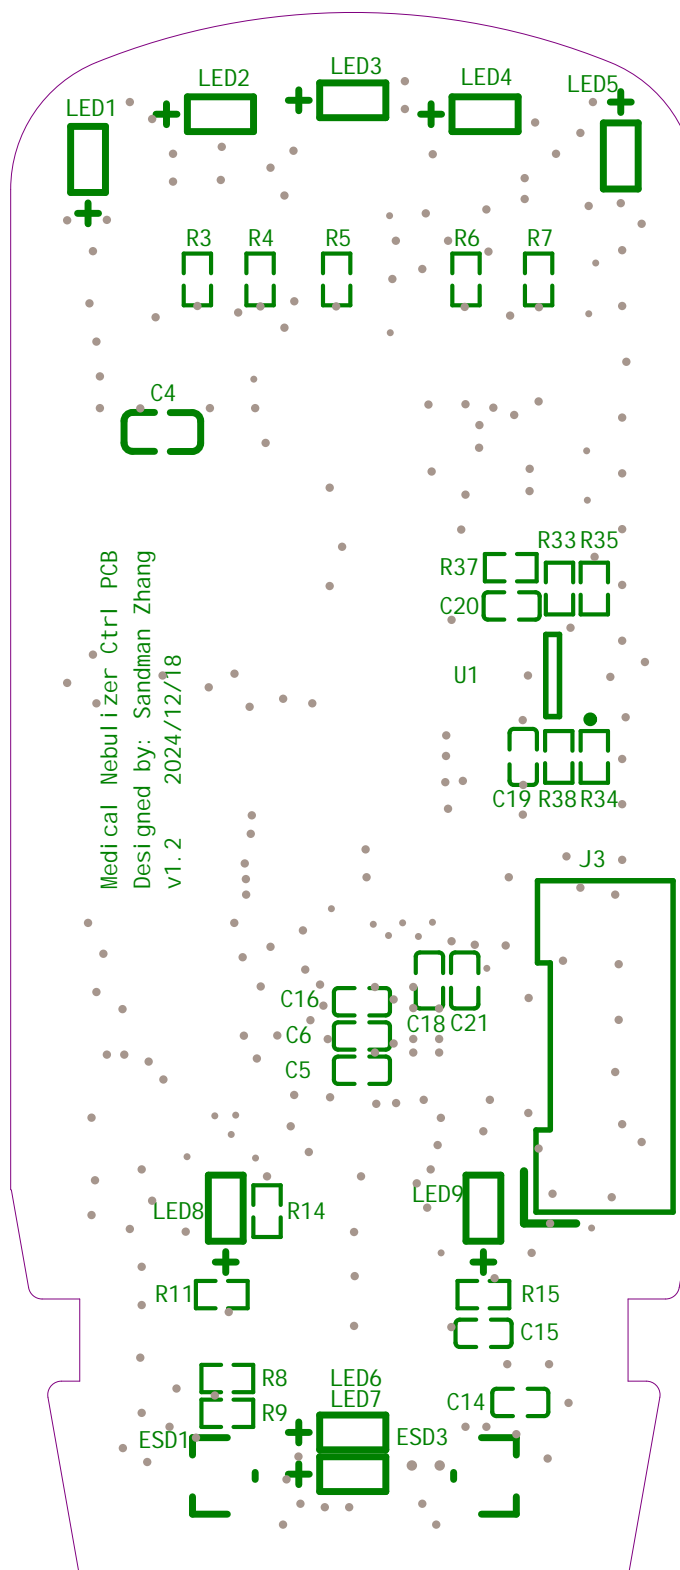 LED3
LED2
LED4
LED5
LED1
R3
R4
R5
R6
R7
C4
R33
R35
R37
C20
U1
Medical Nebulizer Ctrl PCB
Designed by: Sandman Zhang
v1.2 2024/12/18
C19
R38
R34
J3
C16
C18
C21
C6
C5
LED8
R14
LED9
R11
R15
C15
R8
LED6
LED7
C14
R9
ESD1
ESD3